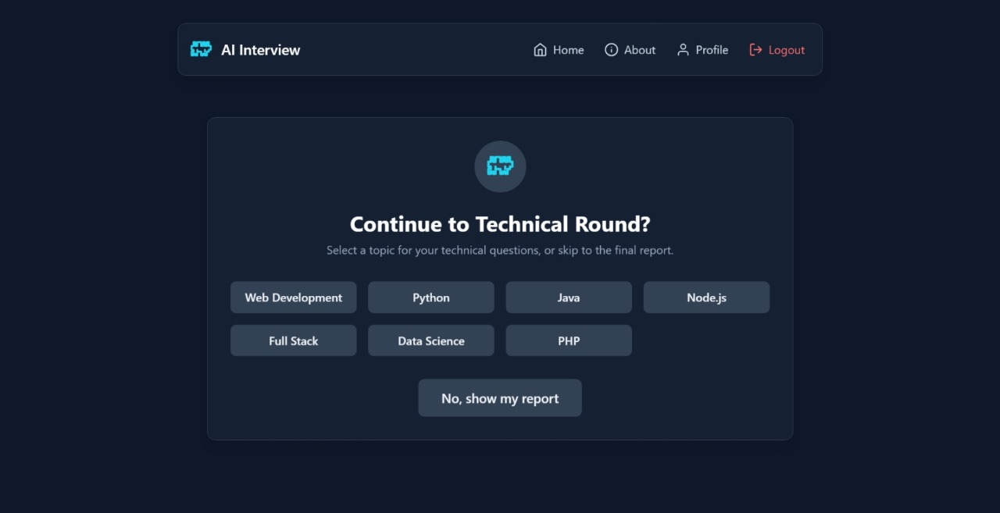 AI Interview
Home
About
Profile
Logout
Continue to Technical Round?
Select a topic for your technical questions, or skip to the final report.
Web Development
Python
Java
Node.js
Full Stack
Data Science
PHP
No, show my report